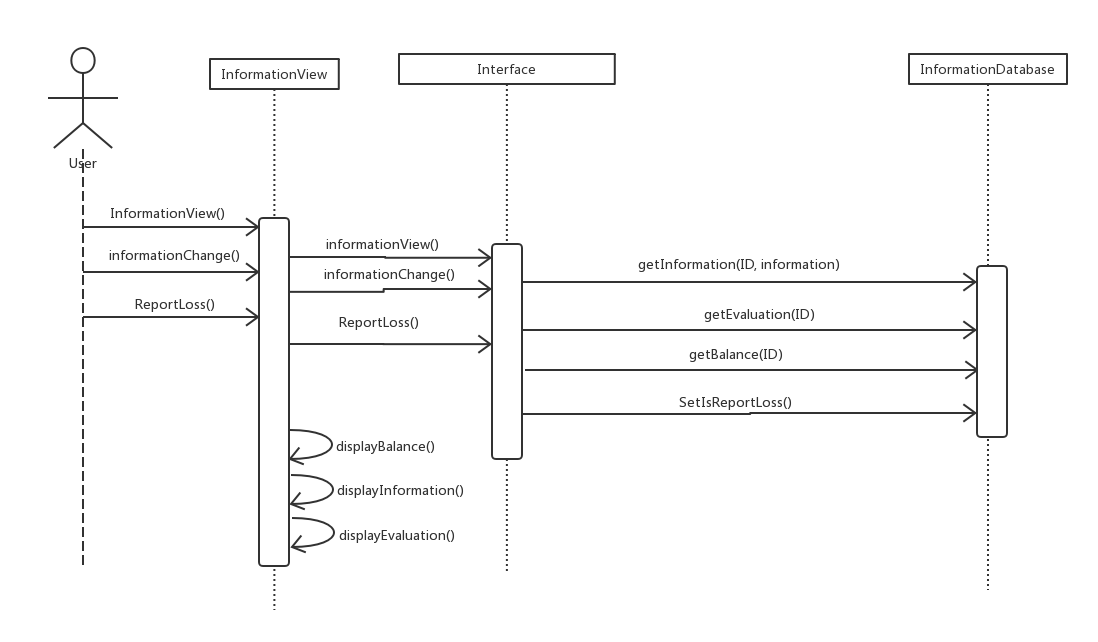 InformationView
Interface
InformationDatabase
User
InformationView()
informationChange()
ReportLoss()
informationView()
informationChange()
ReportLoss()
getInformation(ID, information)
getEvaluation(ID)
getBalance(ID)
SetIsReportLoss()
displayBalance()
displayInformation()
displayEvaluation()